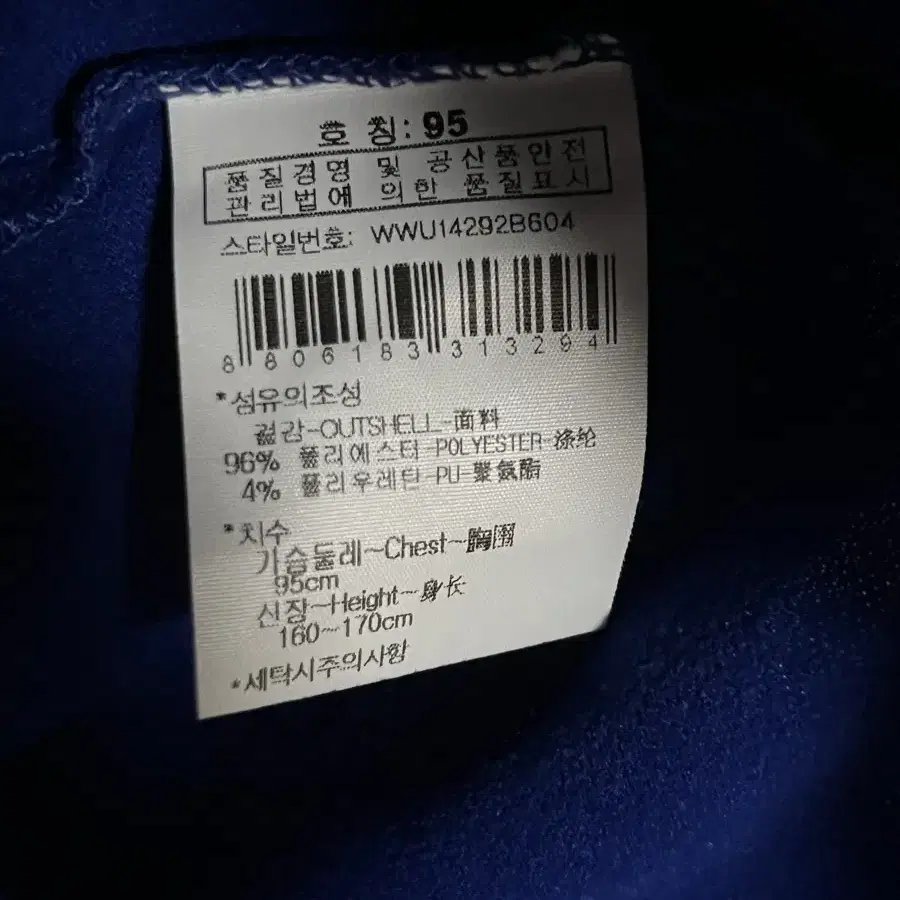 호 칭: 95
품질경영 및 공산품안전
관리법에 의한 품질표시
스타일번호: WWU14292B604
8 806183 313294
*섬유의조성
겉감-OUTSHELL-面料
96% 폴리에스터-POLYESTER-涤纶
4% 폴리우레탄-PU-聚氨酯
*치수
가슴둘레~Chest~胸圍
95cm
신장~Height~身长
160~170cm
*세탁시주의사항